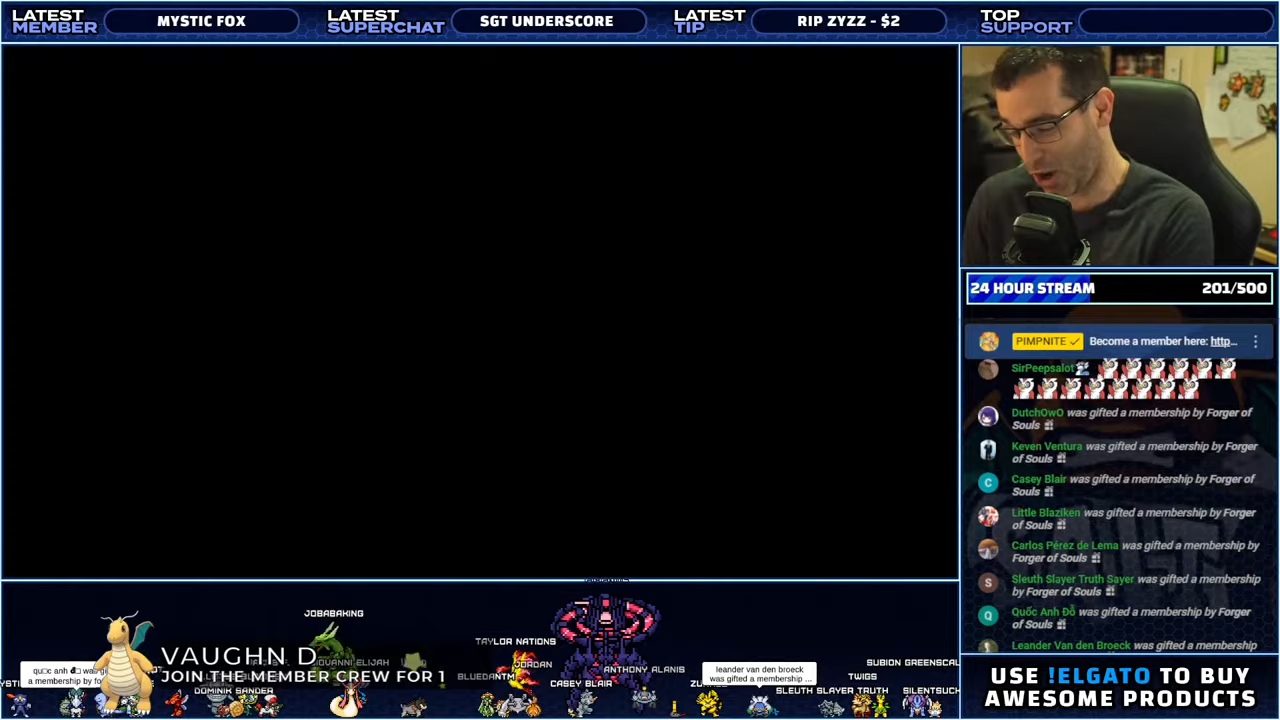 LATEST MEMBER
MYSTIC FOX
LATEST SUPERCHAT
SGT UNDERSCORE
LATEST TIP
RIP ZYZZ - $2
TOP SUPPORT
24 HOUR STREAM 201/500
PIMPNITE ✓ Become a member here: http...
SirPeepsalot
DutchOwO was gifted a membership by Forger
of Souls
Keven Ventura was gifted a membership by Forger
of Souls
Casey Blair was gifted a membership by Forger of
Souls
Little Blaziken was gifted a membership by Forger
of Souls
Carlos Pérez de Lema was gifted a membership by
Forger of Souls
Sleuth Slayer Truth Sayer was gifted a membership
by Forger of Souls
Quốc Anh Đỗ was gifted a membership by Forger
of Souls
Leander Van den Broeck was gifted a membership
USE !ELGATO TO BUY
AWESOME PRODUCTS
JOBABAKING
TAYLOR NATIONS
VAUGHN D
JOIN THE MEMBER CREW FOR 1
GIOVANNI ELIJAH
JORDAN
ANTHONY ALANIS
BLUEDANTM
CASEY BLAIR
DOMINIK SANDER
leander van den broeck
was gifted a membership ...
SUBION GREENSCAL
TWIGS
SLEUTH SLAYER TRUTH
SILENTSUCH